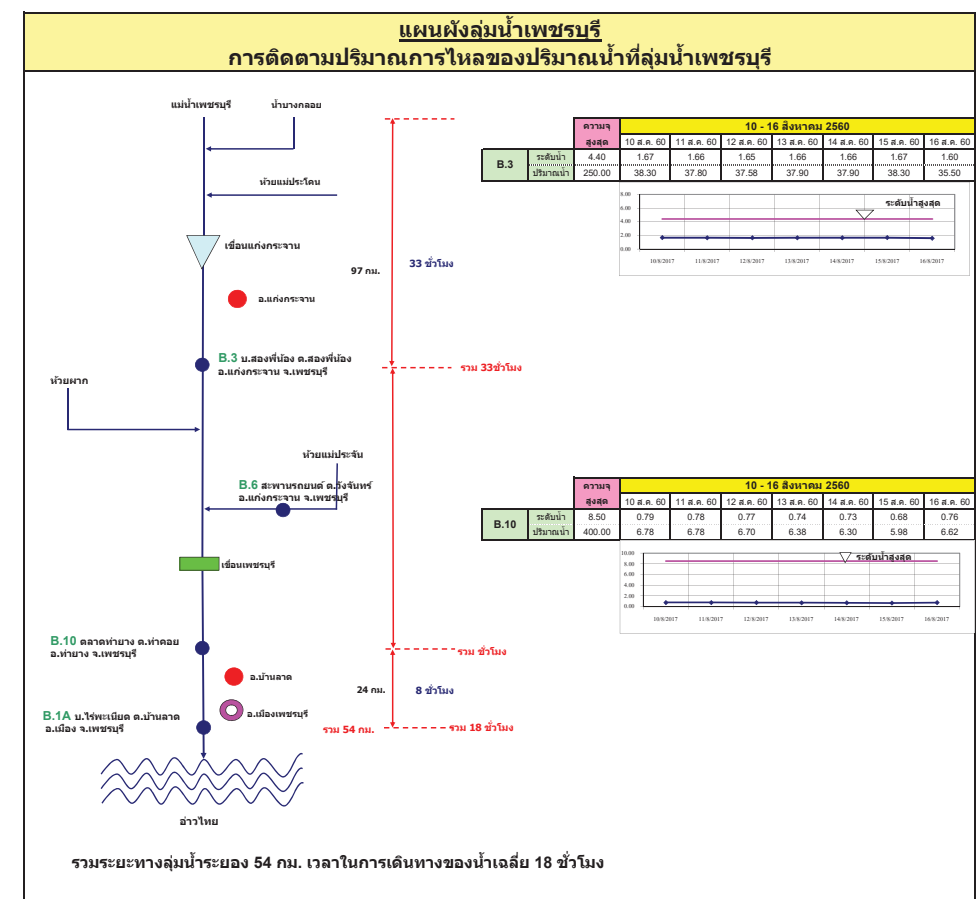 แผนผังลุ่มน้ำเพชรบุรี
การติดตามปริมาณการไหลของปริมาณน้ำที่ลุ่มน้ำเพชรบุรี
แม่น้ำเพชรบุรี
น้ำบางกลอย
ห้วยแม่ประโดน
เขื่อนแก่งกระจาน
97 กม.
33 ชั่วโมง
อ.แก่งกระจาน
B.3 บ.สองพี่น้อง ต.สองพี่น้อง
อ.แก่งกระจาน จ.เพชรบุรี
รวม 33ชั่วโมง
ห้วยผาก
ห้วยแม่ประจัน
B.6 สะพานรถยนต์ ต.วังจันทร์
อ.แก่งกระจาน จ.เพชรบุรี
เขื่อนเพชรบุรี
B.10 ตลาดท่ายาง ต.ท่าคอย
อ.ท่ายาง จ.เพชรบุรี
รวม ชั่วโมง
อ.บ้านลาด
24 กม.
8 ชั่วโมง
B.1A บ.ไร่พะเนียด ต.บ้านลาด
อ.เมือง จ.เพชรบุรี
อ.เมืองเพชรบุรี
รวม 54 กม.
รวม 18 ชั่วโมง
อ่าวไทย
รวมระยะทางลุ่มน้ำระยอง 54 กม. เวลาในการเดินทางของน้ำเฉลี่ย 18 ชั่วโมง
ความจุ 10 - 16 สิงหาคม 2560
สูงสุด 10 ส.ค. 60 11 ส.ค. 60 12 ส.ค. 60 13 ส.ค. 60 14 ส.ค. 60 15 ส.ค. 60 16 ส.ค. 60
B.3 ระดับน้ำ 4.40 1.67 1.66 1.65 1.66 1.66 1.67 1.60
ปริมาณน้ำ 250.00 38.30 37.80 37.58 37.90 37.90 38.30 35.50
8.00
6.00
4.00
2.00
0.00
ระดับน้ำสูงสุด
10/8/2017 11/8/2017 12/8/2017 13/8/2017 14/8/2017 15/8/2017 16/8/2017
ความจุ 10 - 16 สิงหาคม 2560
สูงสุด 10 ส.ค. 60 11 ส.ค. 60 12 ส.ค. 60 13 ส.ค. 60 14 ส.ค. 60 15 ส.ค. 60 16 ส.ค. 60
B.10 ระดับน้ำ 8.50 0.79 0.78 0.77 0.74 0.73 0.68 0.76
ปริมาณน้ำ 400.00 6.78 6.78 6.70 6.38 6.30 5.98 6.62
10.00
8.00
6.00
4.00
2.00
0.00
ระดับน้ำสูงสุด
10/8/2017 11/8/2017 12/8/2017 13/8/2017 14/8/2017 15/8/2017 16/8/2017